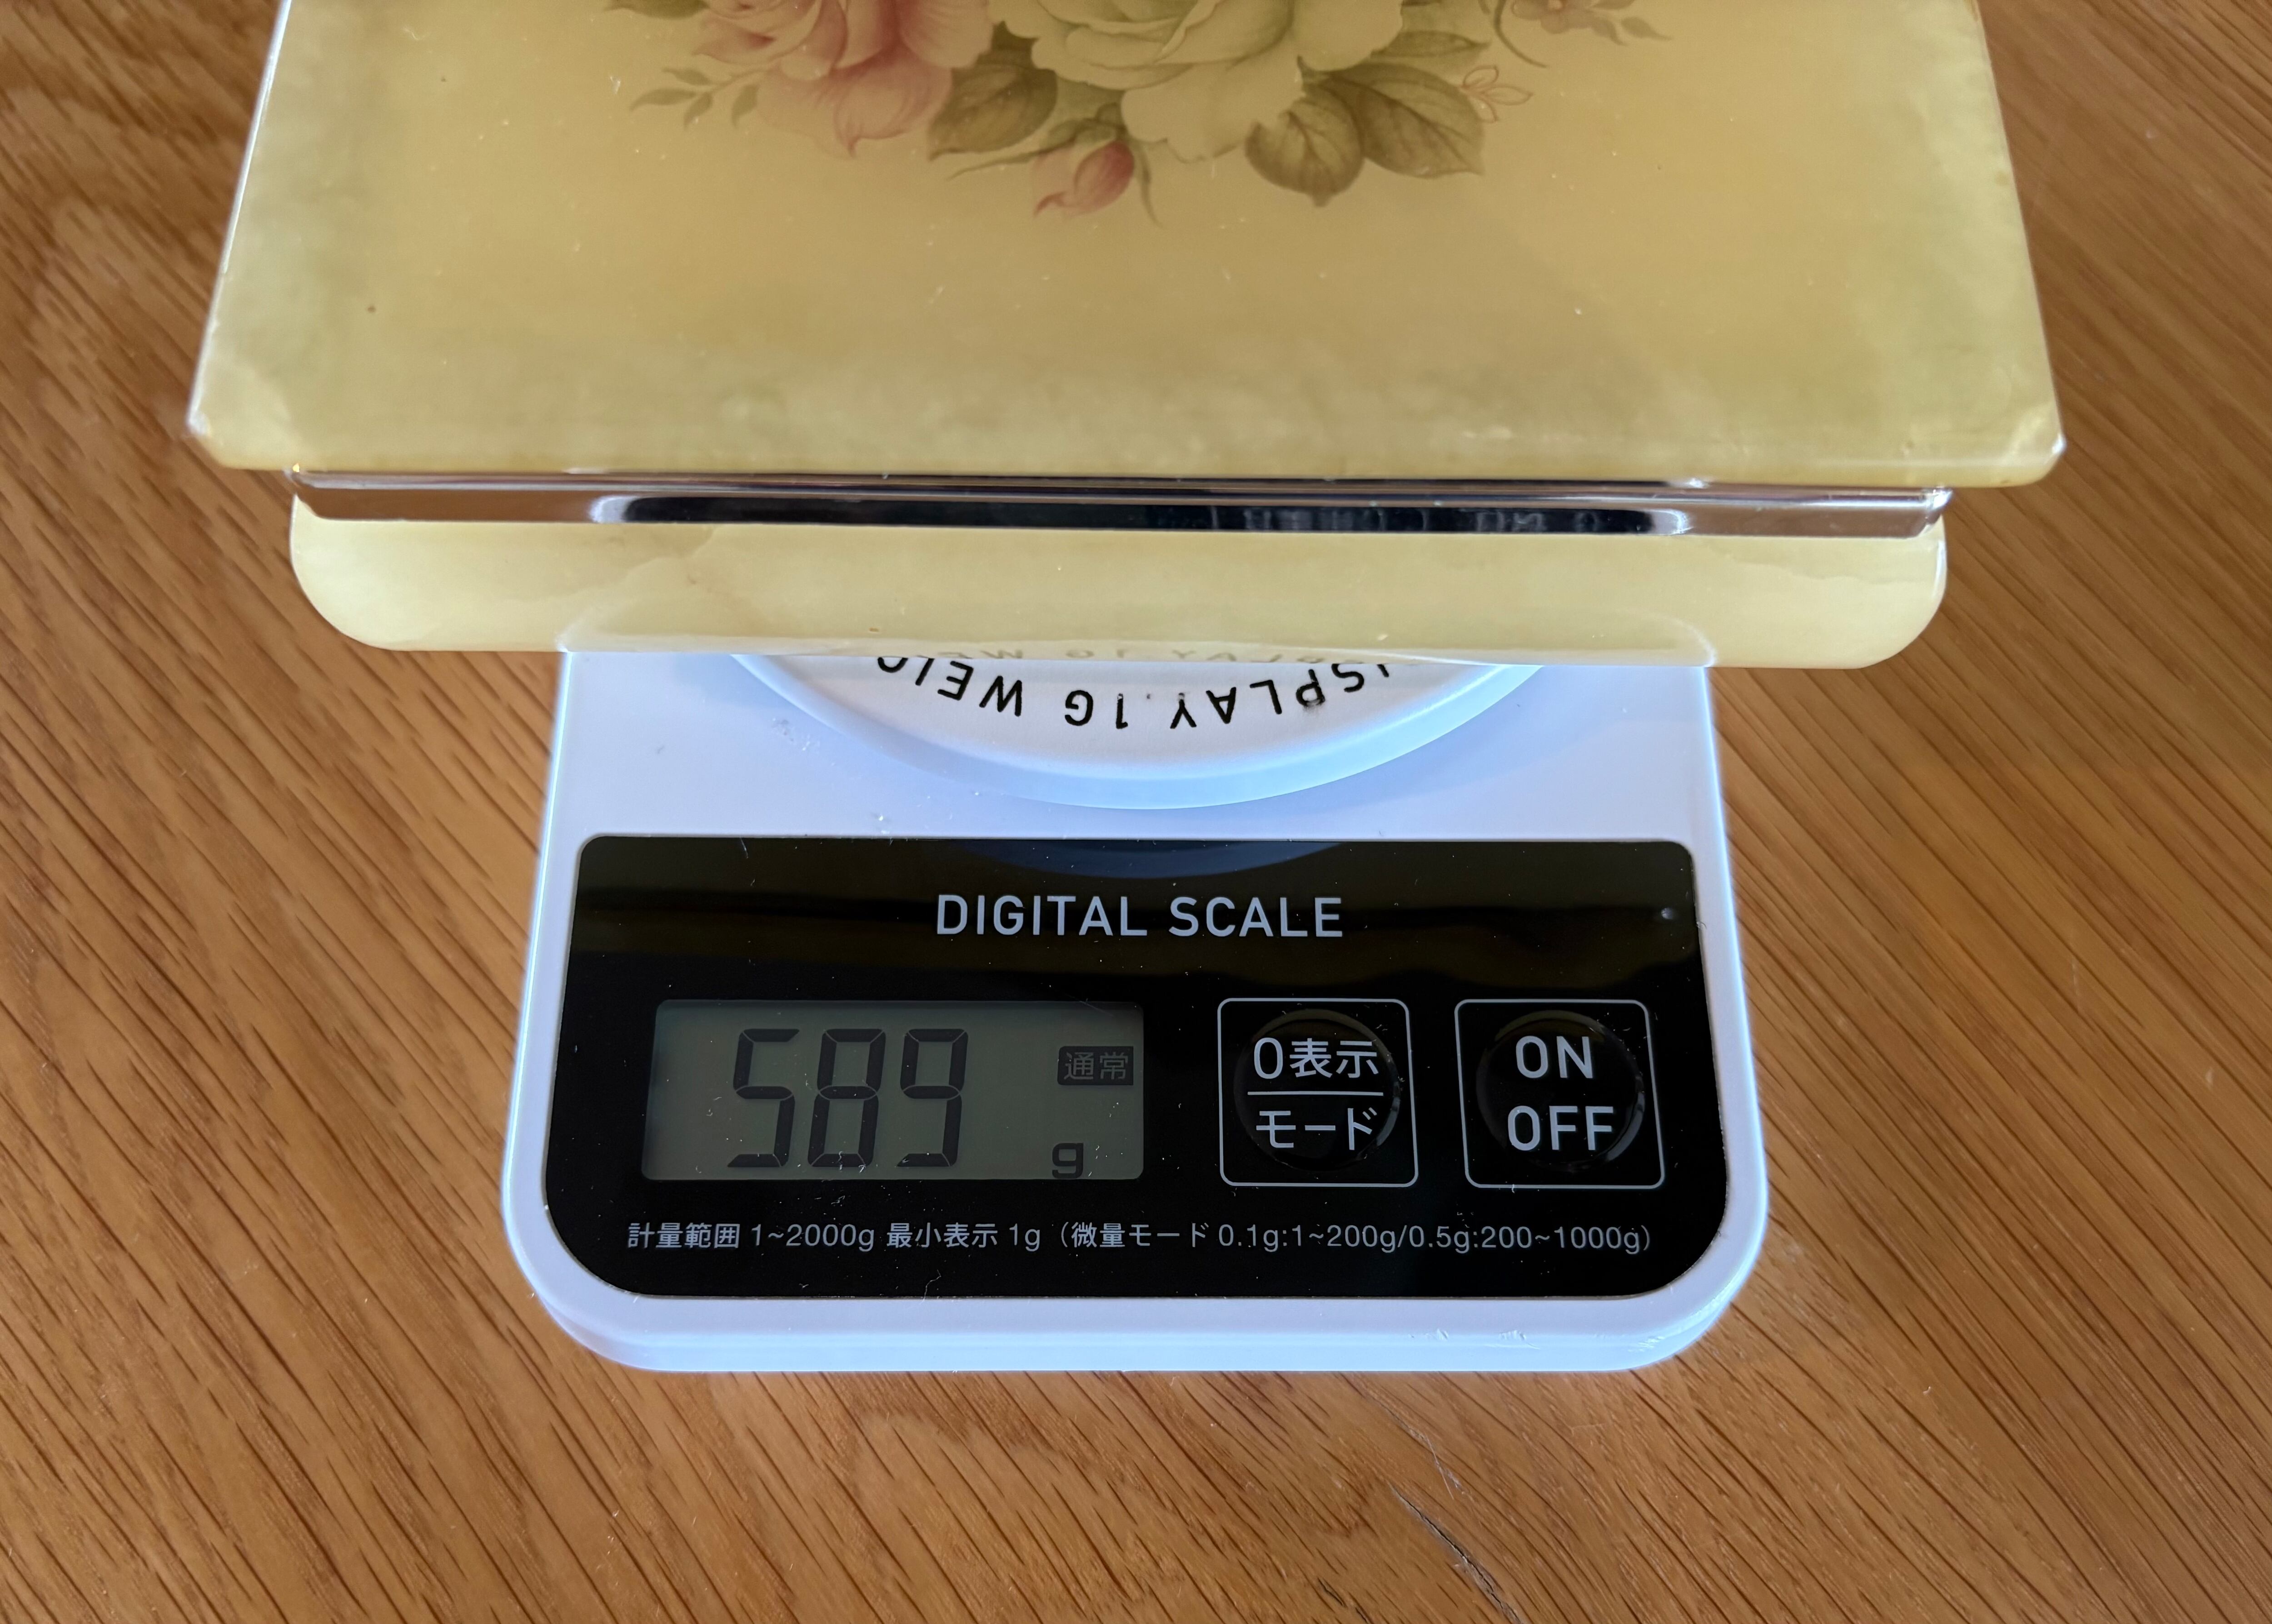 ISPLAY.1G WEIG
DIGITAL SCALE
589 g 通常
0表示
モード
ON
OFF
計量範囲 1~2000g 最小表示 1g（微量モード 0.1g:1~200g/0.5g:200~1000g）